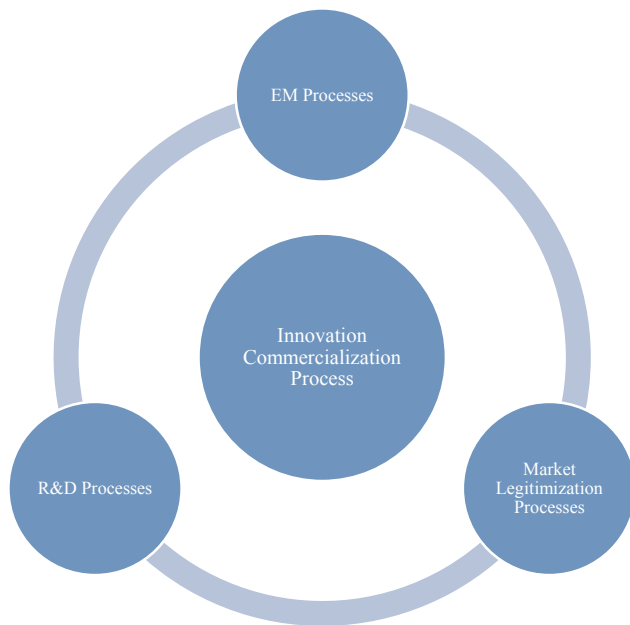 EM Processes
Innovation
Commercialization
Process
R&D Processes
Market
Legitimization
Processes